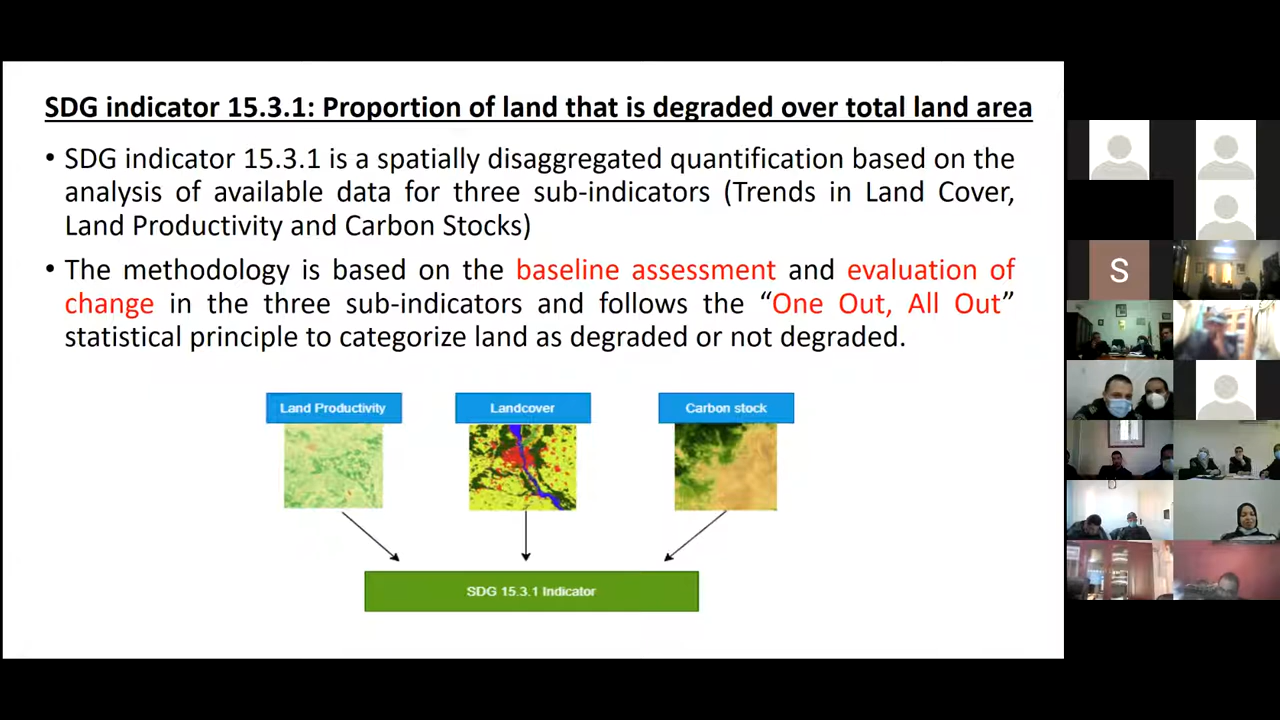 SDG indicator 15.3.1: Proportion of land that is degraded over total land area
• SDG indicator 15.3.1 is a spatially disaggregated quantification based on the
analysis of available data for three sub-indicators (Trends in Land Cover,
Land Productivity and Carbon Stocks)
• The methodology is based on the baseline assessment and evaluation of
change in the three sub-indicators and follows the “One Out, All Out”
statistical principle to categorize land as degraded or not degraded.
Land Productivity
Landcover
Carbon stock
SDG 15.3.1 Indicator
S